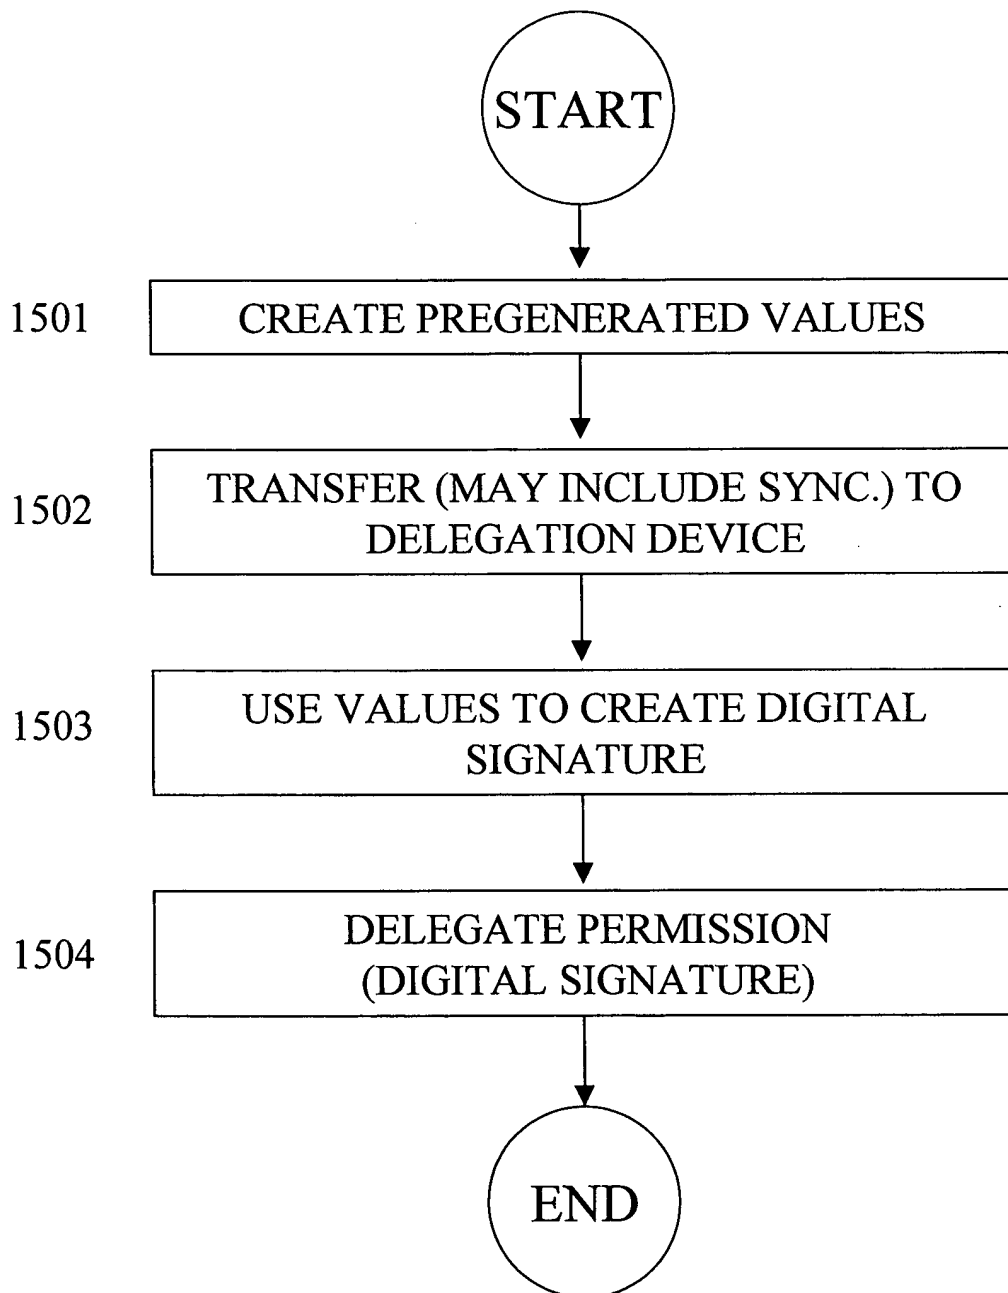 START
1501
CREATE PREGENERATED VALUES
1502
TRANSFER (MAY INCLUDE SYNC.) TO
DELEGATION DEVICE
1503
USE VALUES TO CREATE DIGITAL
SIGNATURE
1504
DELEGATE PERMISSION
(DIGITAL SIGNATURE)
END